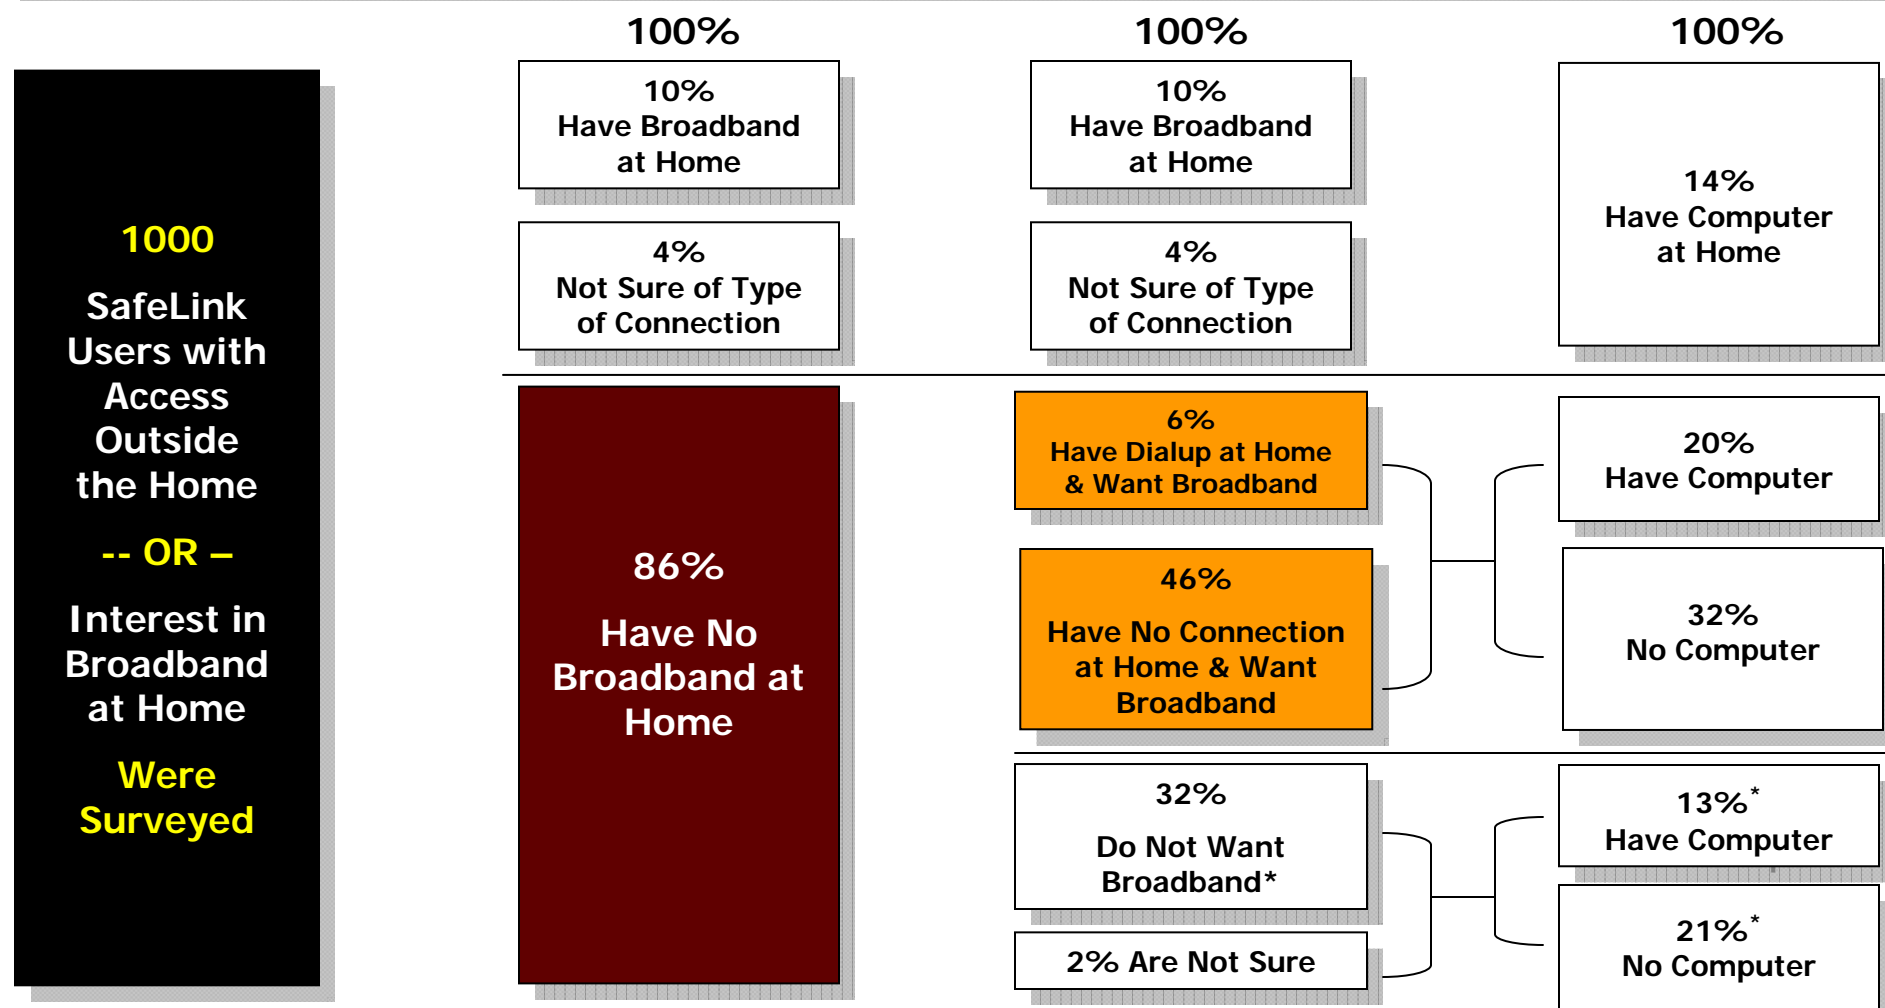 100%
100%
100%
1000
SafeLink
Users with
Access
Outside
the Home
-- OR –
Interest in
Broadband
at Home
Were
Surveyed
10%
Have Broadband
at Home
4%
Not Sure of Type
of Connection
86%
Have No
Broadband at
Home
10%
Have Broadband
at Home
4%
Not Sure of Type
of Connection
6%
Have Dialup at Home
& Want Broadband
46%
Have No Connection
at Home & Want
Broadband
32%
Do Not Want
Broadband*
2% Are Not Sure
14%
Have Computer
at Home
20%
Have Computer
32%
No Computer
13%*
Have Computer
21%*
No Computer